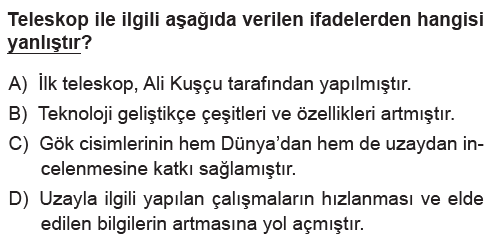 Teleskop ile ilgili aşağıda verilen ifadelerden hangisi
yanlıştır?
A) İlk teleskop, Ali Kuşçu tarafından yapılmıştır.
B) Teknoloji geliştikçe çeşitleri ve özellikleri artmıştır.
C) Gök cisimlerinin hem Dünya’dan hem de uzaydan in-
celenmesine katkı sağlamıştır.
D) Uzayla ilgili yapılan çalışmaların hızlanması ve elde
edilen bilgilerin artmasına yol açmıştır.